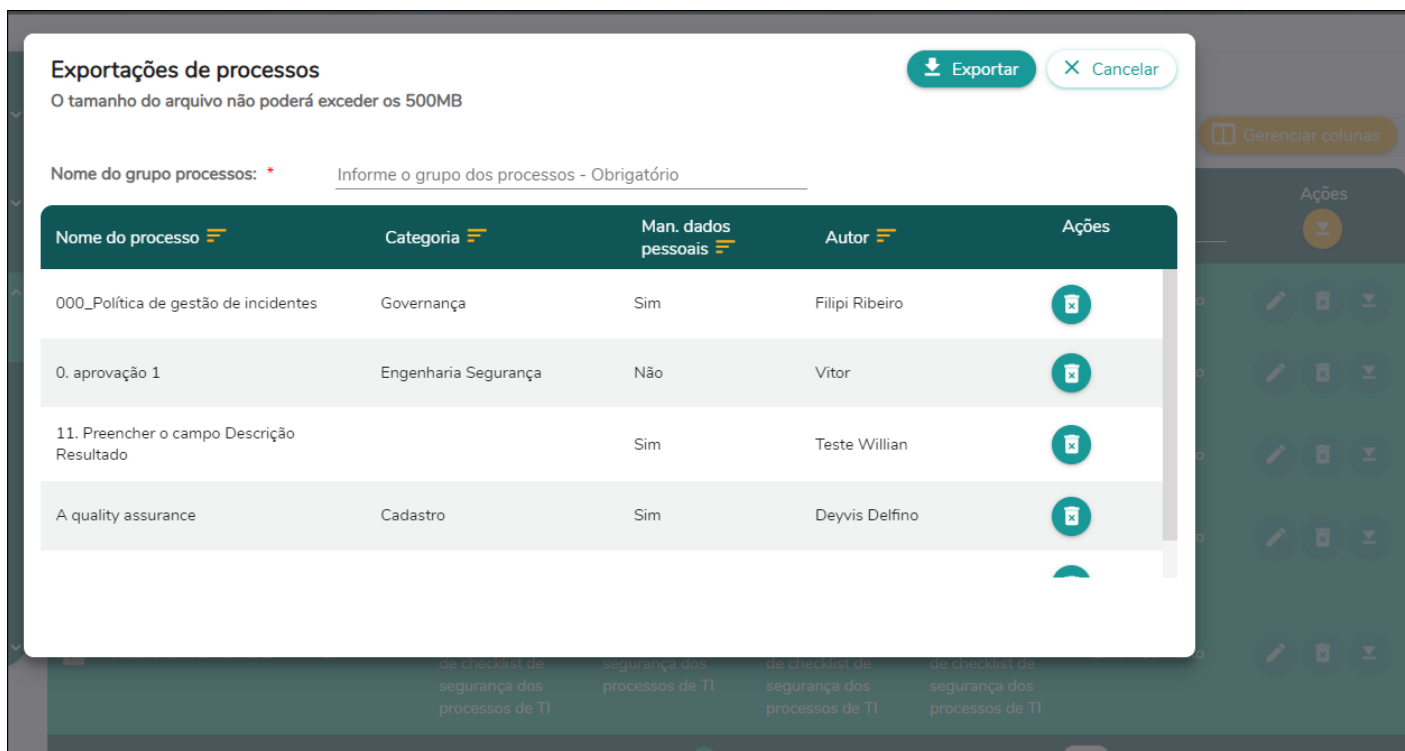 Exportações de processos
Exportar
Cancelar
O tamanho do arquivo não poderá exceder os 500MB
Gerenciar colunas
Nome do grupo processos: *
Informe o grupo dos processos - Obrigatório
Ações
Nome do processo
Categoria
Man. dados
pessoais
Autor
Ações
000_Política de gestão de incidentes
Governança
Sim
Filipi Ribeiro
0. aprovação 1
Engenharia Segurança
Não
Vitor
11. Preencher o campo Descrição
Resultado
Sim
Teste Willian
A quality assurance
Cadastro
Sim
Deyvis Delfino
de checklist de
segurança dos
processos de TI
segurança dos
processos de TI
de checklist de
segurança dos
processos de TI
de checklist de
segurança dos
processos de TI